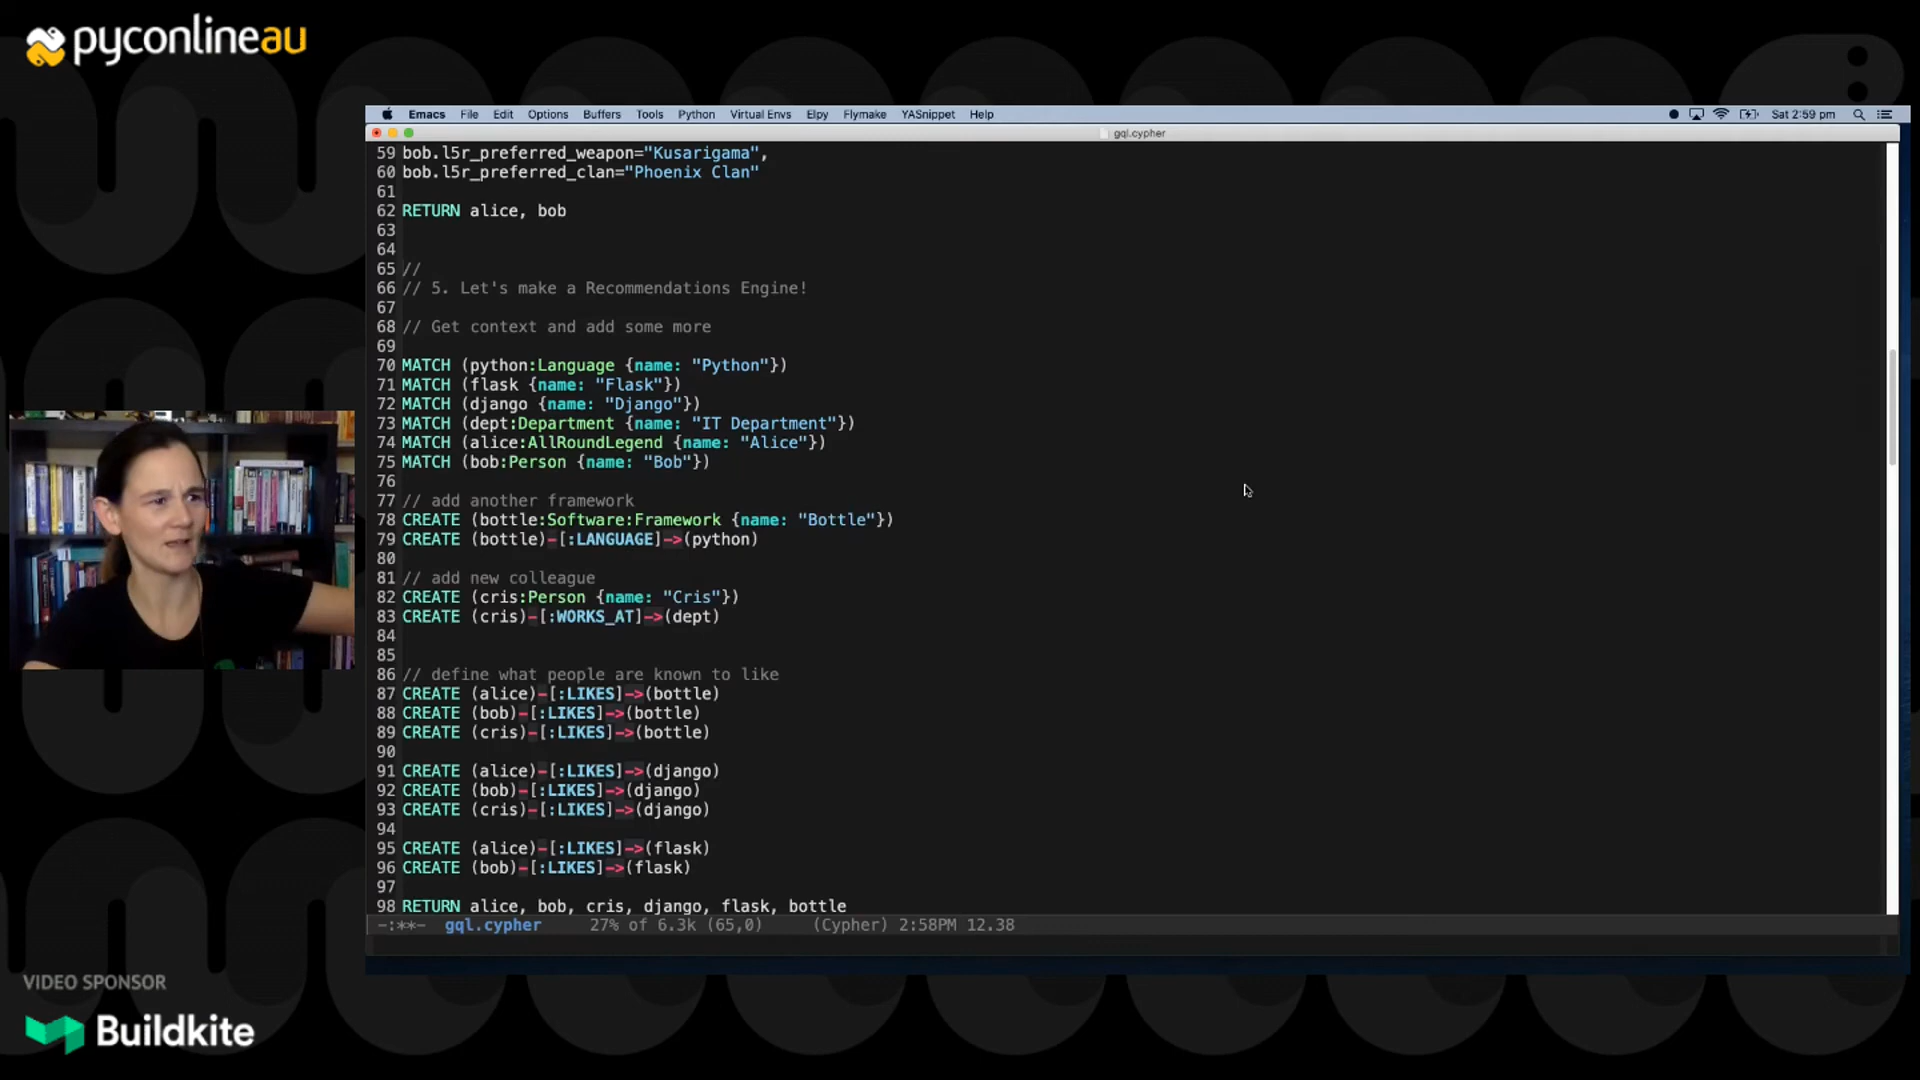 pyconlineau
Emacs File Edit Options Buffers Tools Python Virtual Envs Elpy Flymake YASnippet Help Sat 2:59 pm
gql.cypher
59 bob.l5r_preferred_weapon="Kusarigama",
60 bob.l5r_preferred_clan="Phoenix Clan"
61
62 RETURN alice, bob
63
64
65 //
66 // 5. Let's make a Recommendations Engine!
67
68 // Get context and add some more
69
70 MATCH (python:Language {name: "Python"})
71 MATCH (flask {name: "Flask"})
72 MATCH (django {name: "Django"})
73 MATCH (dept:Department {name: "IT Department"})
74 MATCH (alice:AllRoundLegend {name: "Alice"})
75 MATCH (bob:Person {name: "Bob"})
76
77 // add another framework
78 CREATE (bottle:Software:Framework {name: "Bottle"})
79 CREATE (bottle)-[:LANGUAGE]->(python)
80
81 // add new colleague
82 CREATE (cris:Person {name: "Cris"})
83 CREATE (cris)-[:WORKS_AT]->(dept)
84
85
86 // define what people are known to like
87 CREATE (alice)-[:LIKES]->(bottle)
88 CREATE (bob)-[:LIKES]->(bottle)
89 CREATE (cris)-[:LIKES]->(bottle)
90
91 CREATE (alice)-[:LIKES]->(django)
92 CREATE (bob)-[:LIKES]->(django)
93 CREATE (cris)-[:LIKES]->(django)
94
95 CREATE (alice)-[:LIKES]->(flask)
96 CREATE (bob)-[:LIKES]->(flask)
97
98 RETURN alice, bob, cris, django, flask, bottle
-:**- gql.cypher 27% of 6.3k (65,0) (Cypher) 2:58PM 12.38
VIDEO SPONSOR
Buildkite